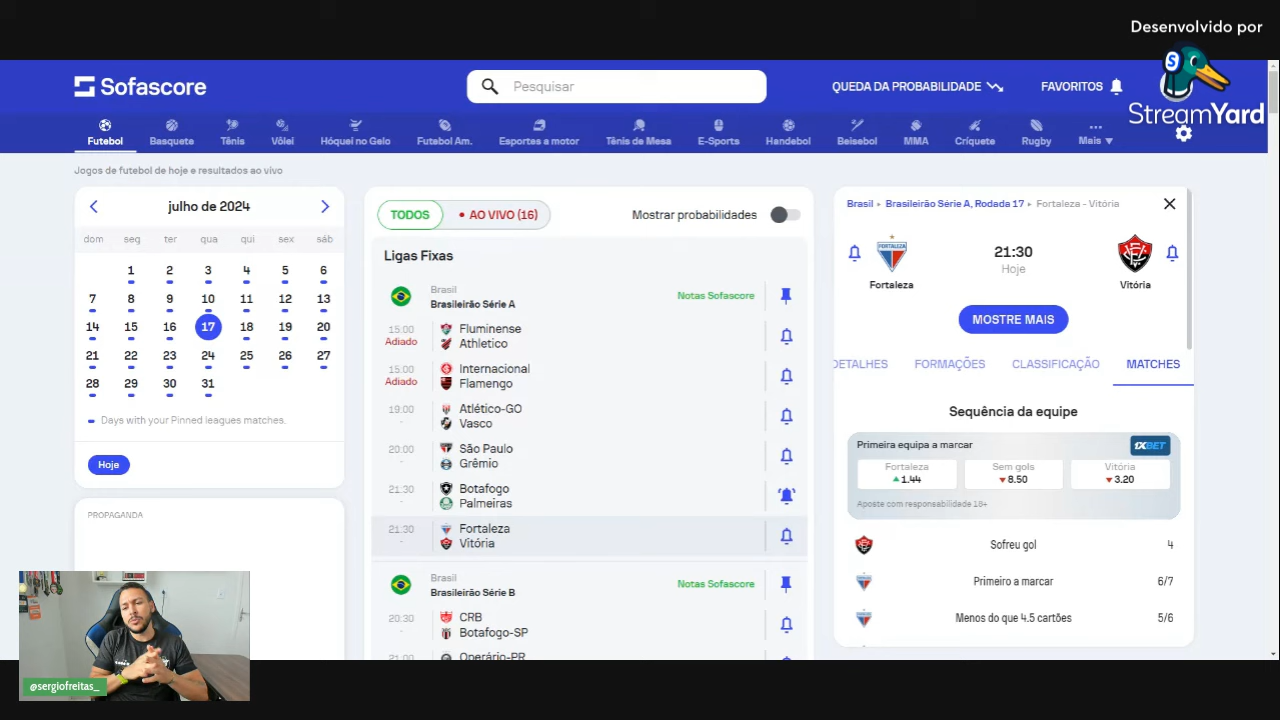 Desenvolvido por
StreamYard
Sofascore
Pesquisar
QUEDA DA PROBABILIDADE
FAVORITOS
Futebol
Basquete
Tênis
Vôlei
Hóquei no Gelo
Futebol Am.
Esportes a motor
Tênis de Mesa
E-Sports
Handebol
Beisebol
MMA
Críquete
Rugby
Mais
Jogos de futebol de hoje e resultados ao vivo
julho de 2024
dom seg ter qua qui sex sáb
1 2 3 4 5 6
7 8 9 10 11 12 13
14 15 16 17 18 19 20
21 22 23 24 25 26 27
28 29 30 31
Days with your Pinned leagues matches.
Hoje
PROPAGANDA
@sergiofreitas_
TODOS
AO VIVO (16)
Mostrar probabilidades
Ligas Fixas
Brasil
Brasileirão Série A
Notas Sofascore
15:00 Fluminense
Adiado Athletico
15:00 Internacional
Adiado Flamengo
19:00 Atlético-GO
- Vasco
20:00 São Paulo
- Grêmio
21:30 Botafogo
- Palmeiras
21:30 Fortaleza
- Vitória
Brasil
Brasileirão Série B
Notas Sofascore
20:30 CRB
- Botafogo-SP
21:00 Operário-PR
Brasil ▸ Brasileirão Série A, Rodada 17 ▸ Fortaleza - Vitória
FORTALEZA
21:30
Hoje
Fortaleza
Vitória
MOSTRE MAIS
DETALHES
FORMAÇÕES
CLASSIFICAÇÃO
MATCHES
Sequência da equipe
Primeira equipa a marcar
1XBET
Fortaleza Sem gols Vitória
1.44 8.50 3.20
Aposte com responsabilidade 18+
Sofreu gol 4
Primeiro a marcar 6/7
Menos do que 4.5 cartões 5/6